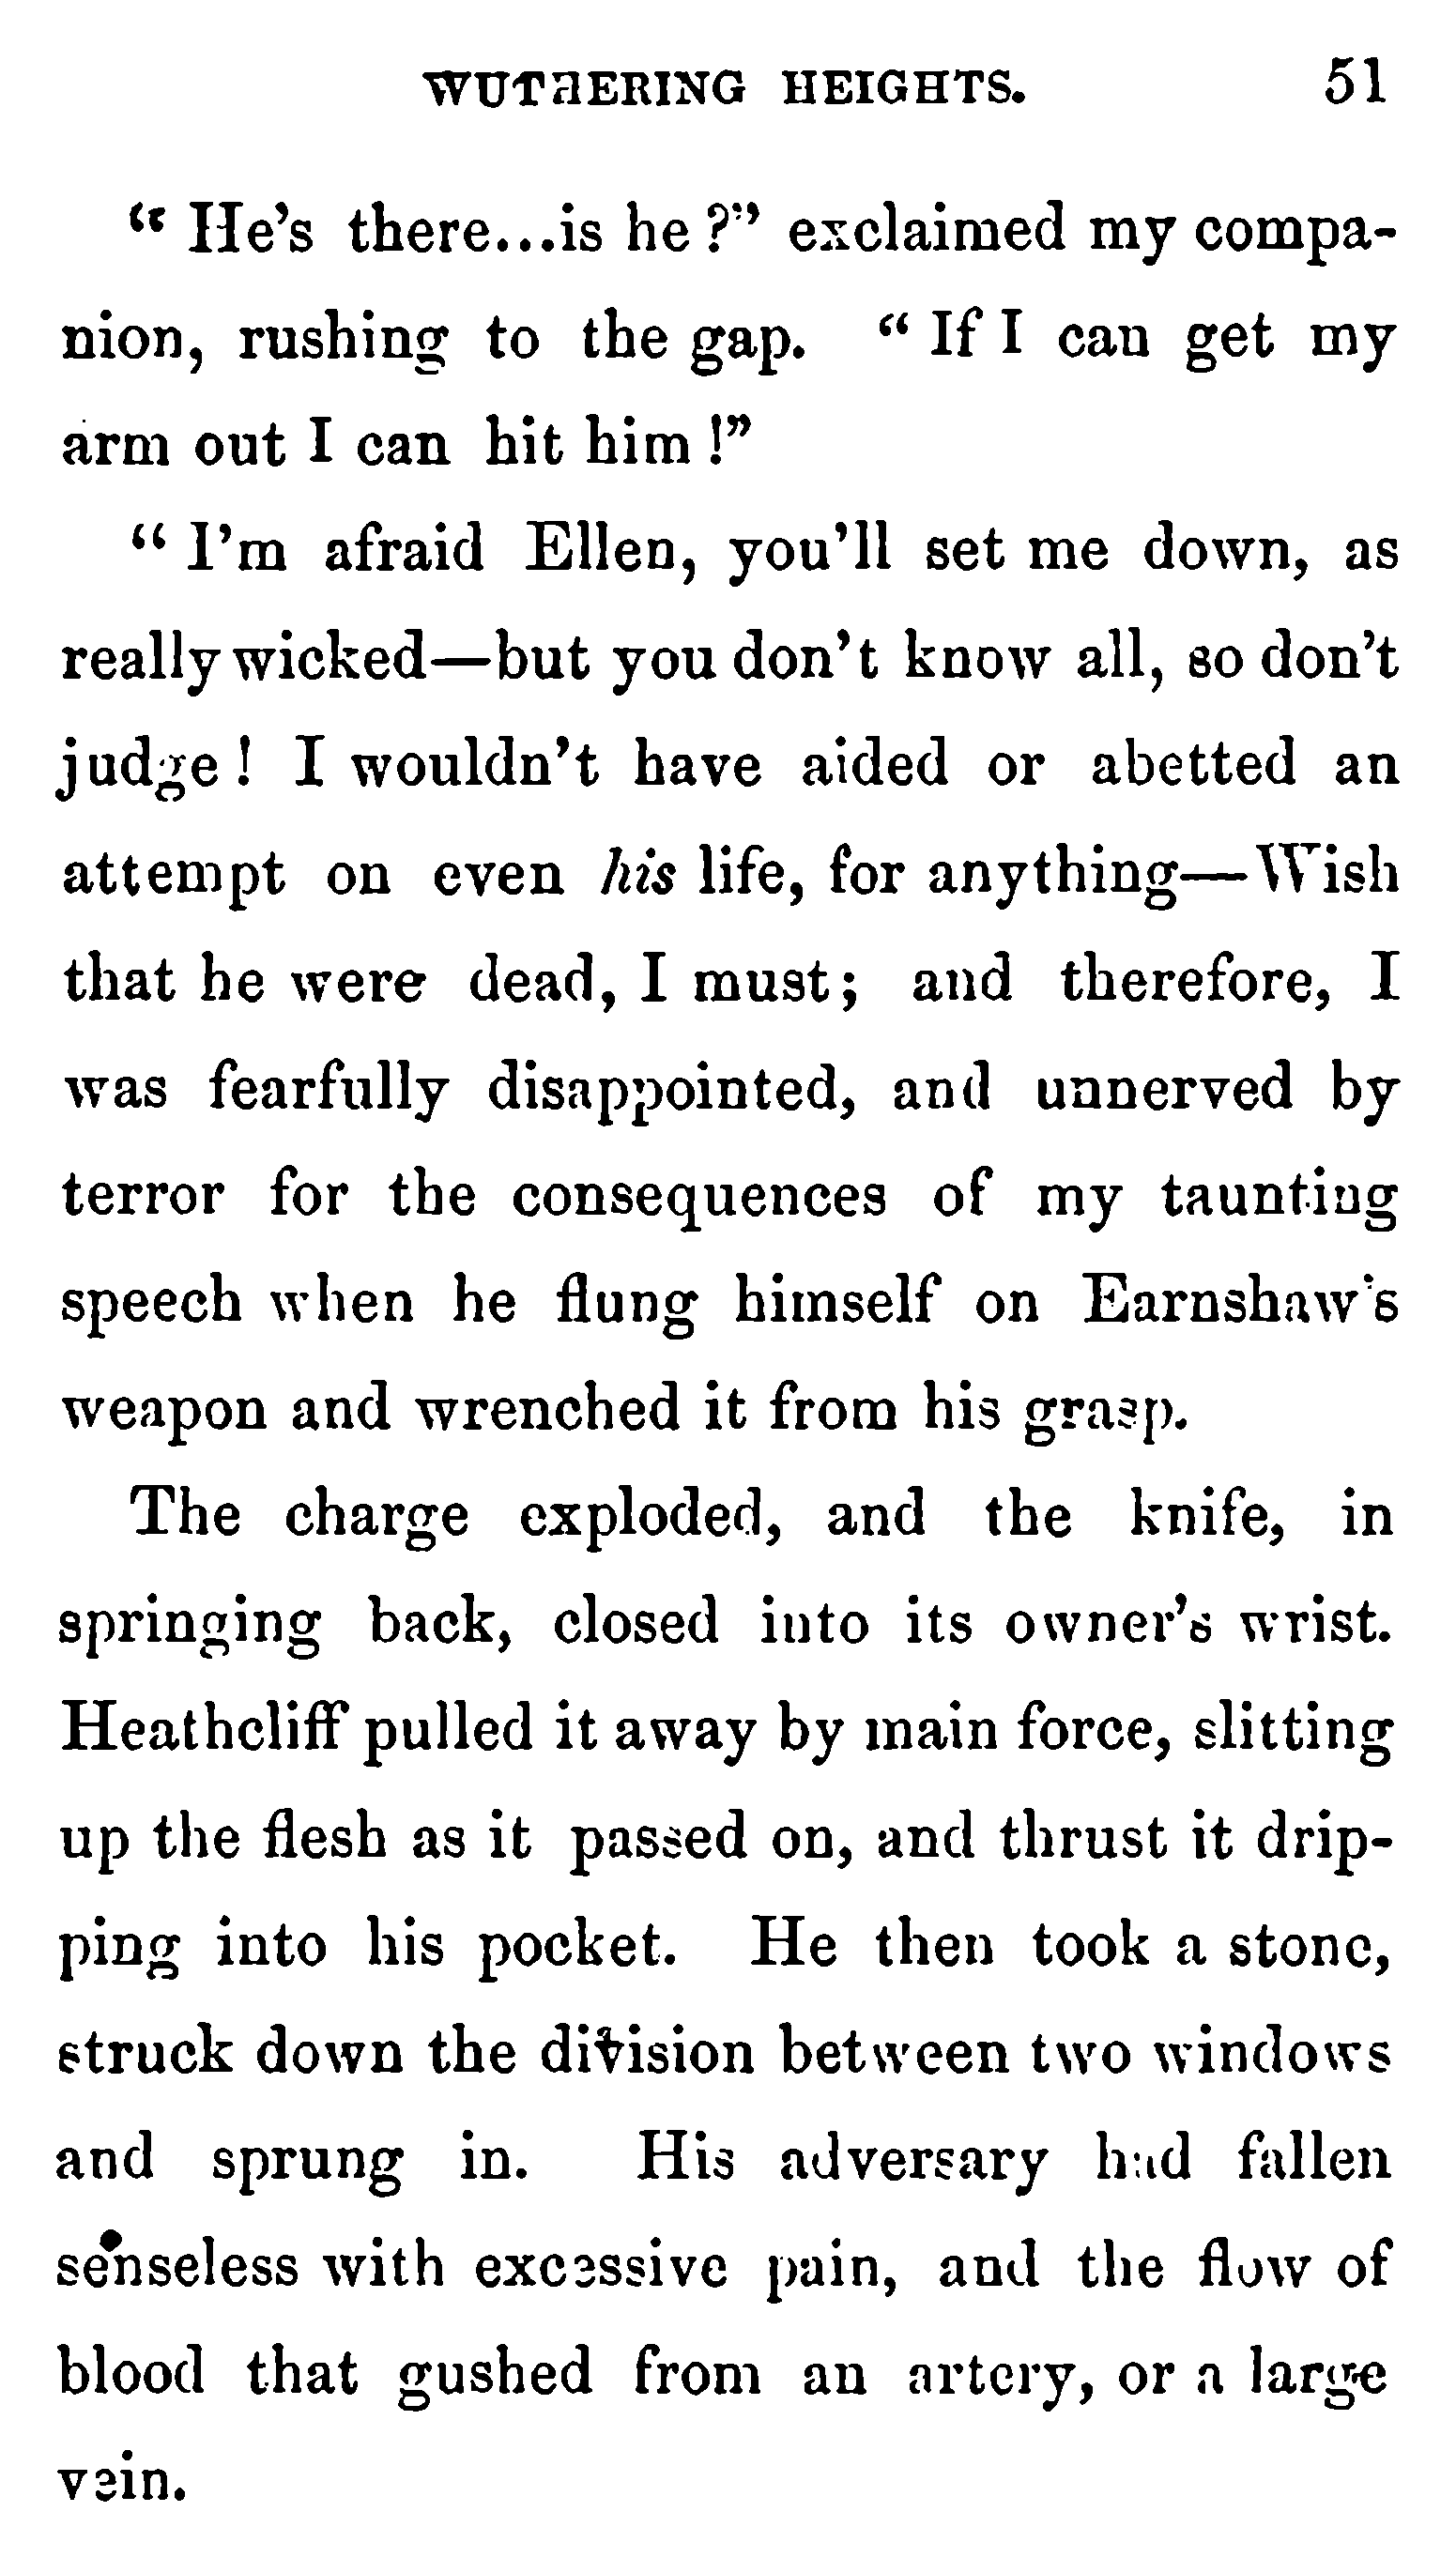 WUTHERING HEIGHTS. 51
“ He’s there...is he ?” exclaimed my compa-
nion, rushing to the gap. “ If I can get my
arm out I can hit him !”
“ I’m afraid Ellen, you’ll set me down, as
really wicked—but you don’t know all, so don’t
judge ! I wouldn’t have aided or abetted an
attempt on even his life, for anything—Wish
that he were dead, I must ; and therefore, I
was fearfully disappointed, and unnerved by
terror for the consequences of my taunting
speech when he flung himself on Earnshaw’s
weapon and wrenched it from his grasp.
The charge exploded, and the knife, in
springing back, closed into its owner’s wrist.
Heathcliff pulled it away by main force, slitting
up the flesh as it passed on, and thrust it drip-
ping into his pocket. He then took a stone,
struck down the division between two windows
and sprung in. His adversary had fallen
senseless with excessive pain, and the flow of
blood that gushed from an artery, or a large
vein.